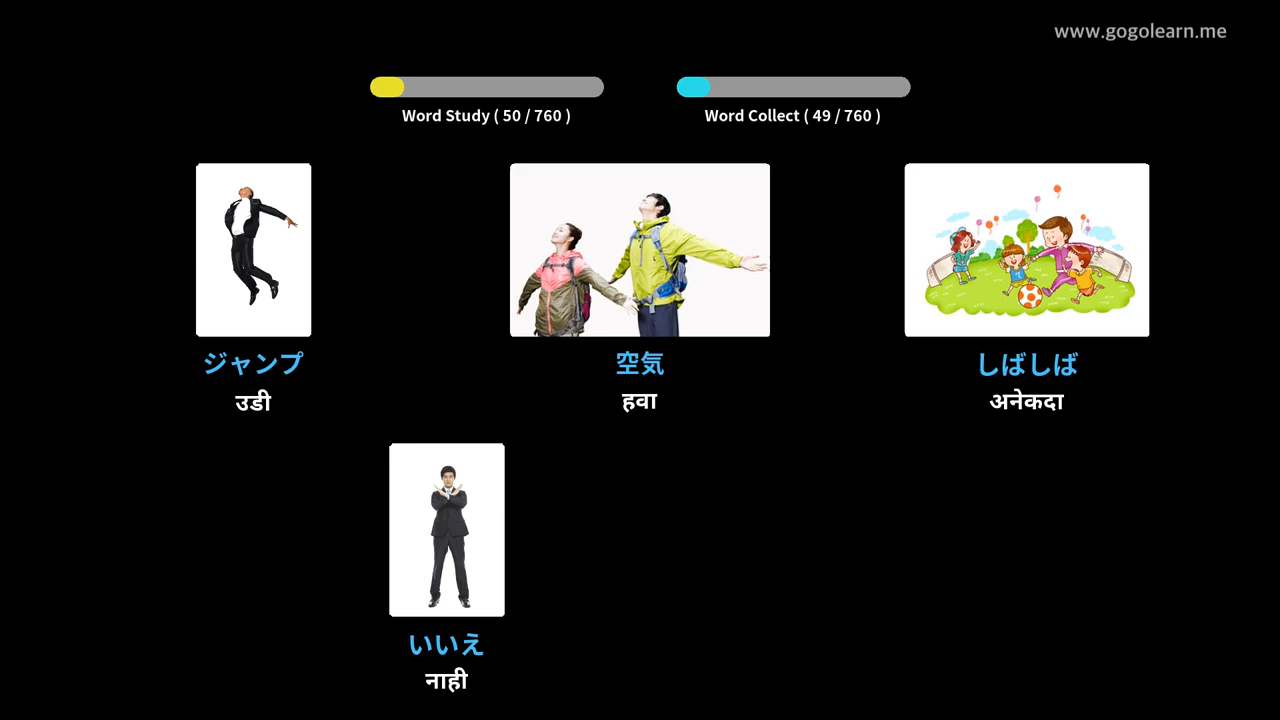 www.gogolearn.me
Word Study ( 50 / 760 )
Word Collect ( 49 / 760 )
ジャンプ
उडी
空気
हवा
しばしば
अनेकदा
いいえ
नाही